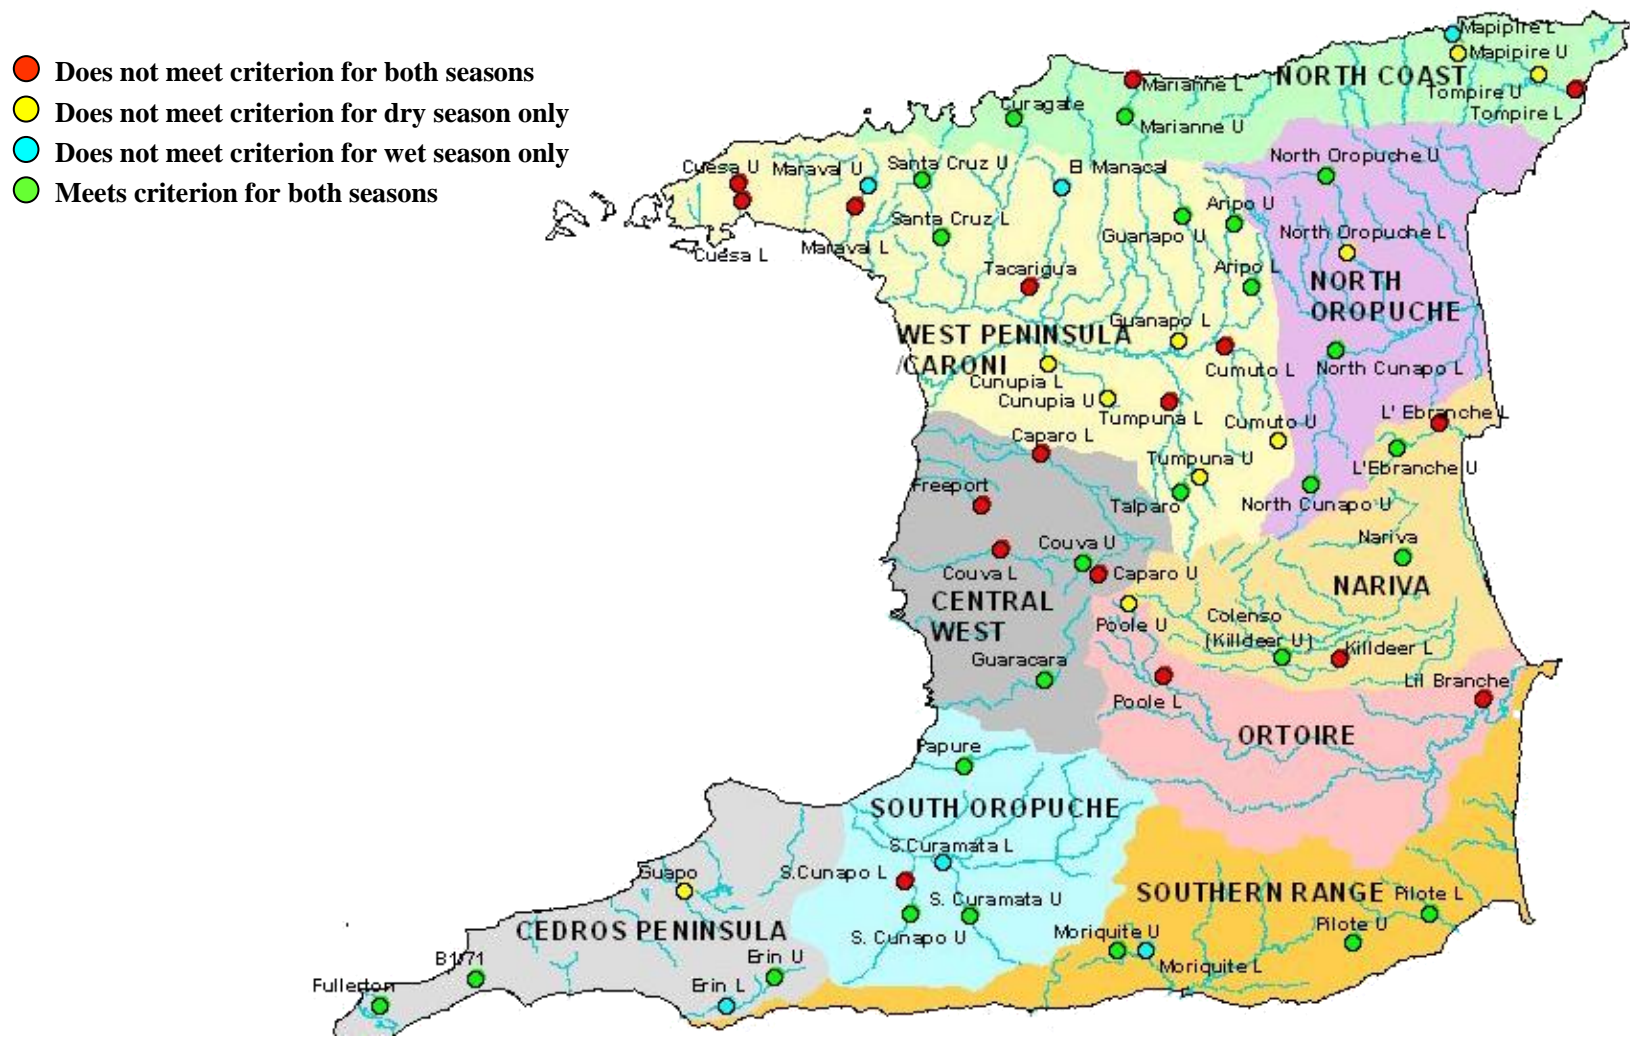 Does not meet criterion for both seasons
Does not meet criterion for dry season only
Does not meet criterion for wet season only
Meets criterion for both seasons
Mapipire L
Mapipire U
NORTH COAST
Marianne L
Tompire U
Tompire L
Curagate
Marianne U
Cuesa U
Maraval U
Santa Cruz U
El Manacal
North Oropuche U
Aripo U
Santa Cruz L
Guanapo U
North Oropuche L
Cuesa L
Maraval L
Tacarigua
Aripo L
NORTH
OROPUCHE
Guanapo L
WEST PENINSULA
/CARONI
Cumuto L
North Cunapo L
Cunupia L
Cunupia U
Tumpuna L
Cumuto U
L' Ebranche L
Caparo L
Tumpuna U
L'Ebranche U
Freeport
Talparo
North Cunapo U
Couva U
Nariva
Couva L
Caparo U
NARIVA
CENTRAL
WEST
Poole U
Colenso
(Killdeer U)
Killdeer L
Guaracara
Poole L
Lil Branche
ORTOIRE
Papure
SOUTH OROPUCHE
S.Curamata L
Guapo
S.Cunapo L
S. Curamata U
SOUTHERN RANGE
Pilote L
CEDROS PENINSULA
S. Cunapo U
Moriquite U
Pilote U
B1/71
Erin U
Moriquite L
Fullerton
Erin L